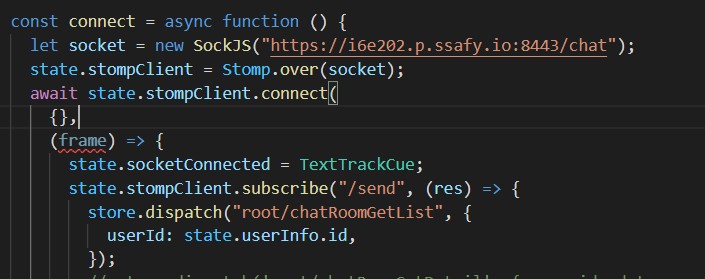 const connect = async function () {
let socket = new SockJS("https://i6e202.p.ssafy.io:8443/chat");
state.stompClient = Stomp.over(socket);
await state.stompClient.connect(
{},
(frame) => {
state.socketConnected = TextTrackCue;
state.stompClient.subscribe("/send", (res) => {
store.dispatch("root/chatRoomGetList", {
userId: state.userInfo.id,
});